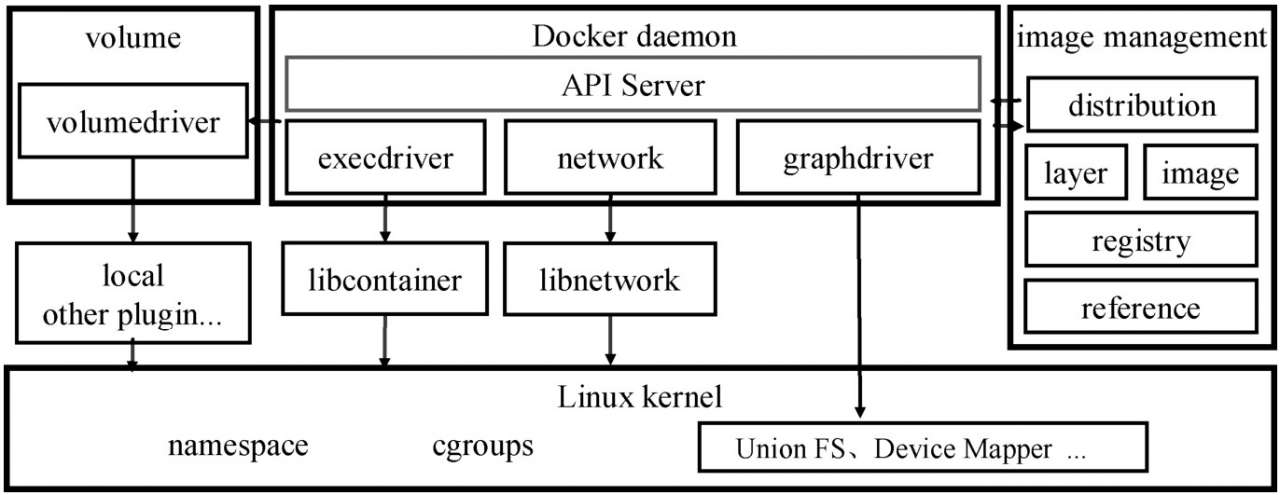 volume
volumedriver
local
other plugin...
Docker daemon
API Server
execdriver
network
graphdriver
libcontainer
libnetwork
image management
distribution
layer
image
registry
reference
Linux kernel
namespace
cgroups
Union FS、Device Mapper ...